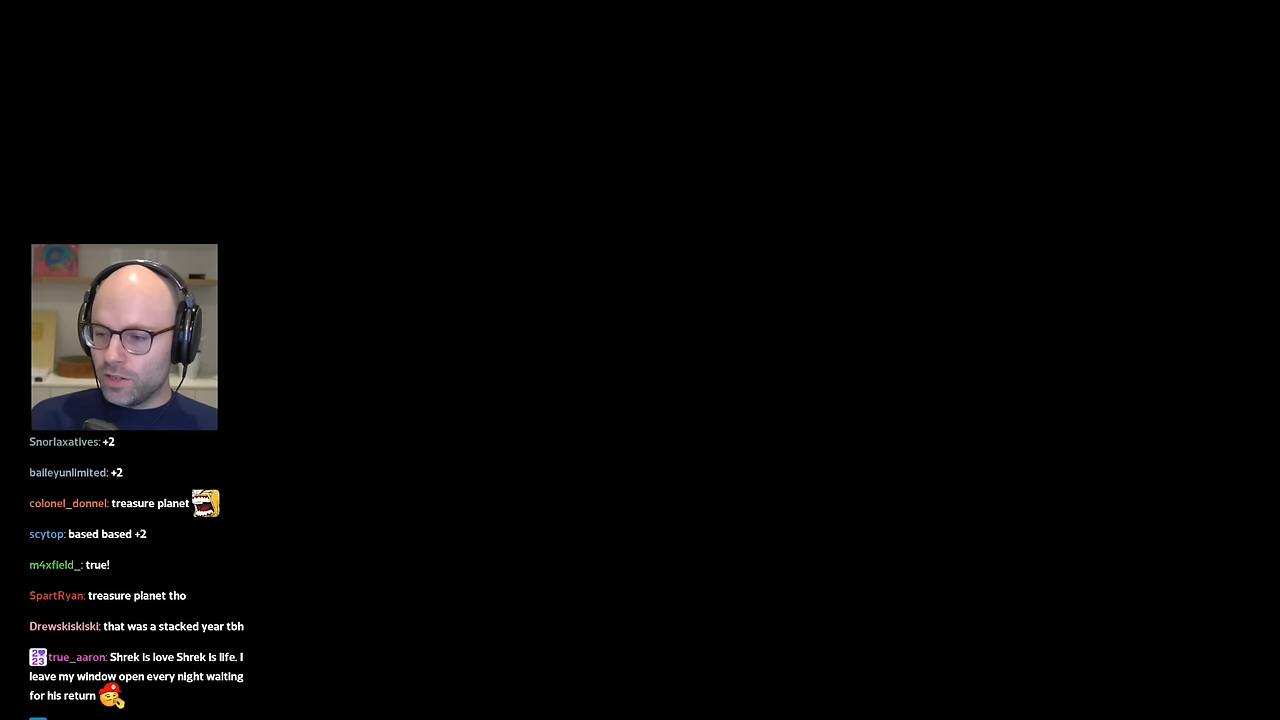 Snorlaxatives: +2
baileyunlimited: +2
colonel_donnel: treasure planet
scytop: based based +2
m4xfield_: true!
SpartRyan: treasure planet tho
Drewskiskiski: that was a stacked year tbh
true_aaron: Shrek is love Shrek is life. I
leave my window open every night waiting
for his return